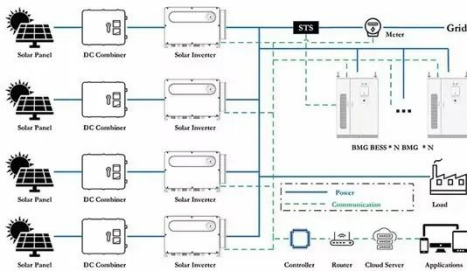 STS
Meter
Grid
Solar Panel DC Combiner Solar Inverter
Solar Panel DC Combiner Solar Inverter
BMG BESS * N BMG * N
Solar Panel DC Combiner Solar Inverter
Power
Communication
Load
Solar Panel DC Combiner Solar Inverter
Controller Router Cloud Server Applications